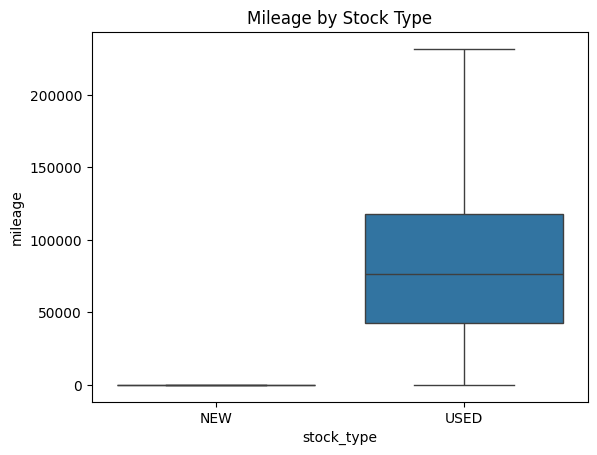 Mileage by Stock Type
200000
150000
100000
50000
0
mileage
NEW
USED
stock_type